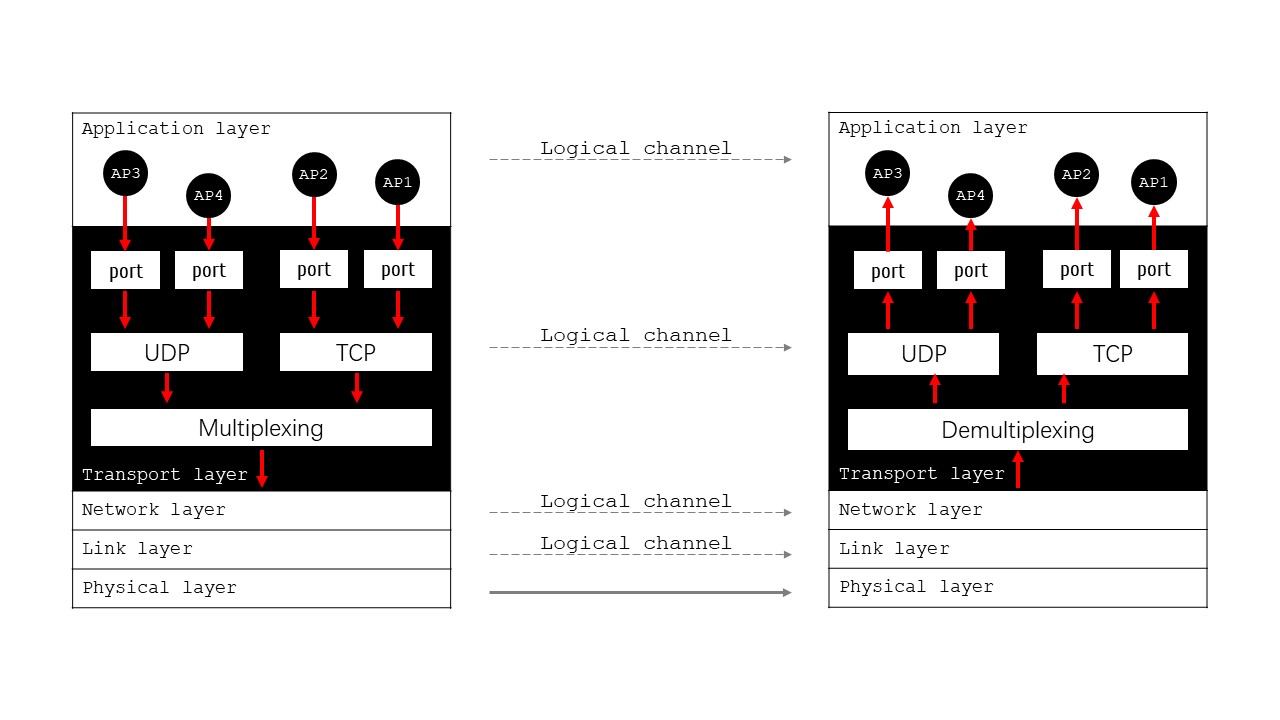 Application layer
AP3
AP4
AP2
AP1
port
port
port
port
UDP
TCP
Multiplexing
Transport layer
Network layer
Link layer
Physical layer
Logical channel
Logical channel
Logical channel
Logical channel
Application layer
AP3
AP4
AP2
AP1
port
port
port
port
UDP
TCP
Demultiplexing
Transport layer
Network layer
Link layer
Physical layer